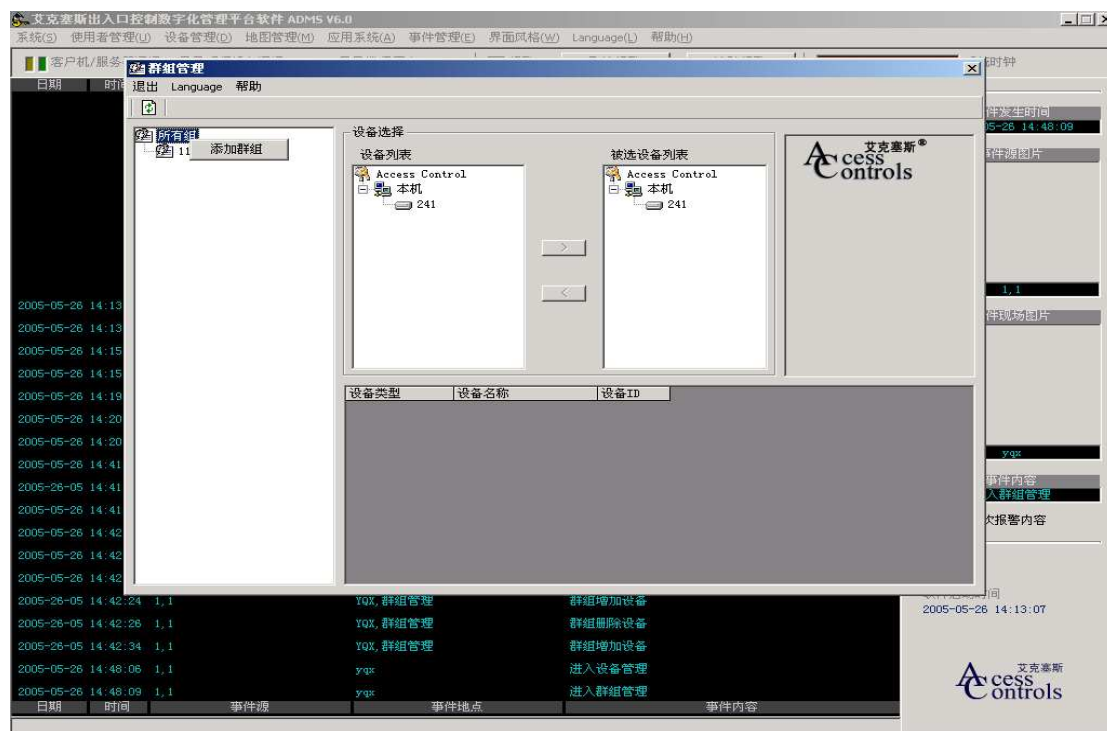 艾克塞斯出入口控制数字化管理平台软件 ADMS V6.0
系统(S) 使用者管理(U) 设备管理(D) 地图管理(M) 应用系统(A) 事件管理(E) 界面风格(W) Language(L) 帮助(H)
客户机/服务
时钟
群组管理
日期 时间
退出 Language 帮助
件发生时间
05-26 14:48:09
件源图片
所有组
11
添加群组
设备选择
设备列表
Access Control
本机
241
>
<
被选设备列表
Access Control
本机
241
艾克塞斯®
Access
Controls
1,1
件现场图片
设备类型 设备名称 设备ID
yqx
事件内容
入群组管理
次报警内容
2005-05-26 14:13
2005-05-26 14:13
2005-05-26 14:15
2005-05-26 14:15
2005-05-26 14:19
2005-05-26 14:20
2005-05-26 14:20
2005-05-26 14:41
2005-26-05 14:41
2005-05-26 14:41
2005-05-26 14:42
2005-05-26 14:42
2005-05-26 14:42
2005-26-05 14:42:24 1,1 YQX,群组管理 群组增加设备
2005-26-05 14:42:26 1,1 YQX,群组管理 群组删除设备
2005-26-05 14:42:34 1,1 YQX,群组管理 群组增加设备
2005-05-26 14:48:06 1,1 yqx 进入设备管理
2005-05-26 14:48:09 1,1 yqx 进入群组管理
日期 时间 事件源 事件地点 事件内容
2005-05-26 14:13:07
艾克塞斯
Access
Controls